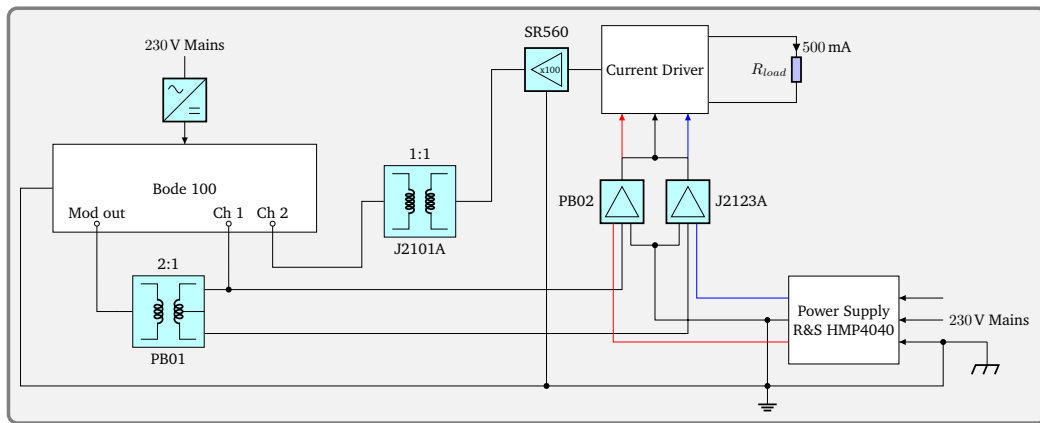 SR560
230 V Mains
x100
Current Driver
500 mA
R_load
1:1
Bode 100
PB02
J2123A
Mod out
Ch 1
Ch 2
J2101A
2:1
Power Supply
R&S HMP4040
230 V Mains
PB01